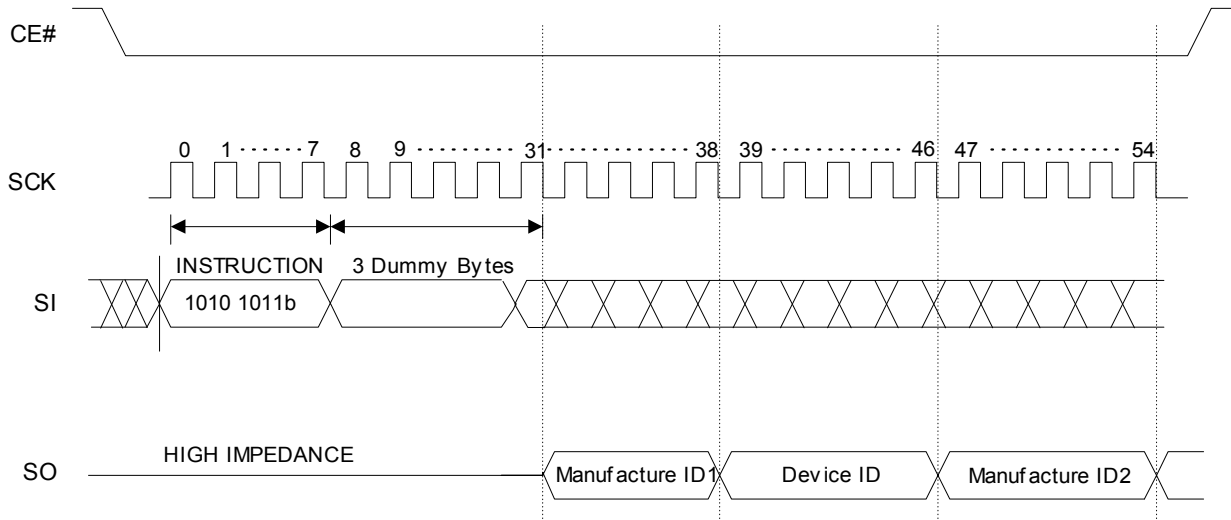 CE#
0 1 ······ 7 8 9 ················ 31 ················ 38 39 ················ 46 47 ················ 54
SCK
INSTRUCTION 3 Dummy Bytes
SI 1010 1011b
HIGH IMPEDANCE
SO Manufacture ID1 Device ID Manufacture ID2